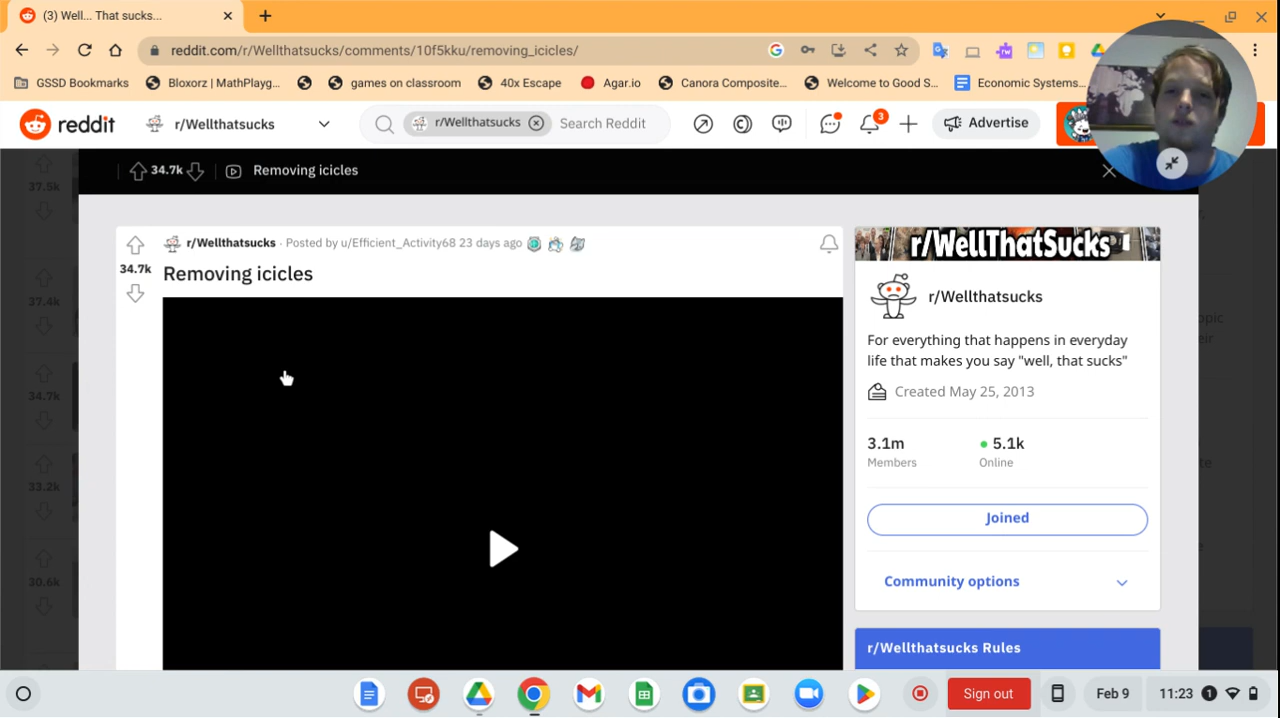 (3) Well... That sucks...
reddit.com/r/Wellthatsucks/comments/10f5kku/removing_icicles/
GSSD Bookmarks
Bloxorz | MathPlayg...
games on classroom
40x Escape
Agar.io
Canora Composite...
Welcome to Good S...
Economic Systems...
reddit
r/Wellthatsucks
r/Wellthatsucks
Search Reddit
3
Advertise
37.5k
34.7k
Removing icicles
r/Wellthatsucks · Posted by u/Efficient_Activity68 23 days ago
34.7k
Removing icicles
r/WellThatSucks
r/Wellthatsucks
For everything that happens in everyday
life that makes you say "well, that sucks"
Created May 25, 2013
37.4k
34.7k
33.2k
30.6k
3.1m
Members
5.1k
Online
Joined
Community options
r/Wellthatsucks Rules
Sign out
Feb 9
11:23
1